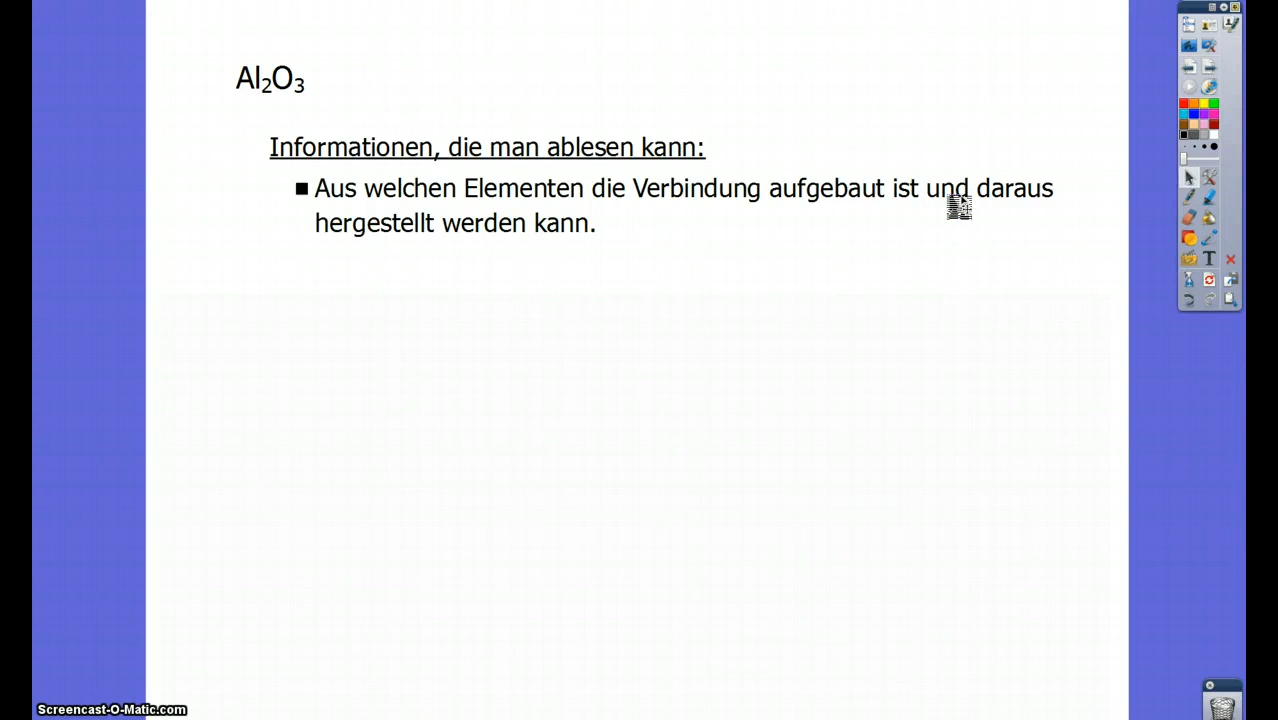 Al₂O₃
Informationen, die man ablesen kann:
■ Aus welchen Elementen die Verbindung aufgebaut ist und daraus
hergestellt werden kann.
Screencast-O-Matic.com